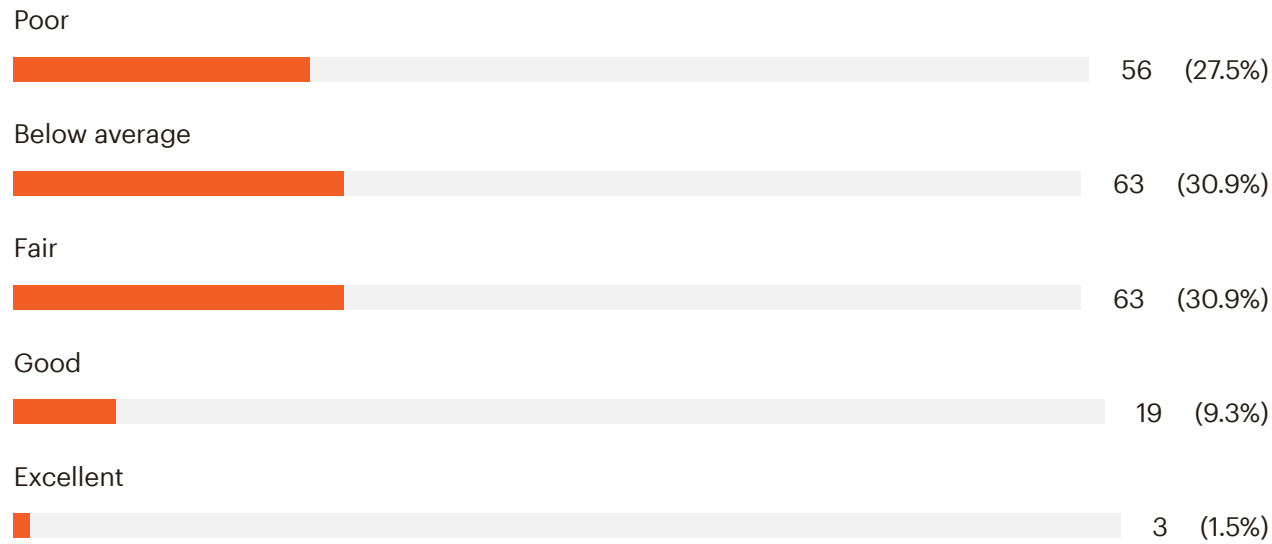 Poor
56 (27.5%)
Below average
63 (30.9%)
Fair
63 (30.9%)
Good
19 (9.3%)
Excellent
3 (1.5%)